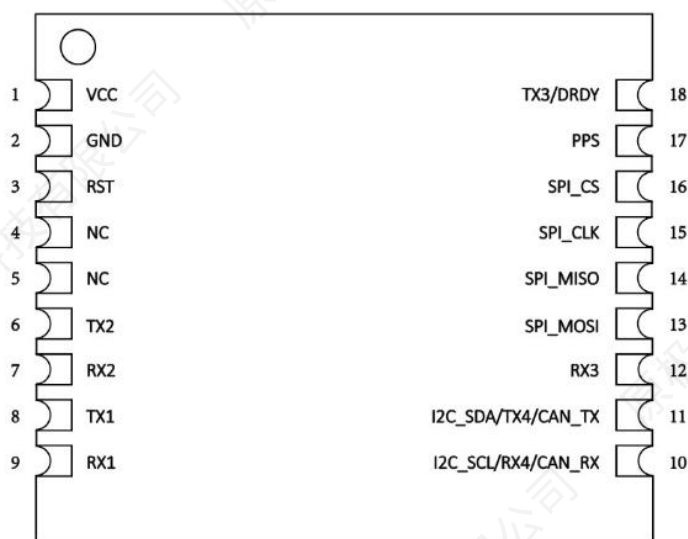 1 VCC TX3/DRDY 18
2 GND PPS 17
3 RST SPI_CS 16
4 NC SPI_CLK 15
5 NC SPI_MISO 14
6 TX2 SPI_MOSI 13
7 RX2 RX3 12
8 TX1 I2C_SDA/TX4/CAN_TX 11
9 RX1 I2C_SCL/RX4/CAN_RX 10